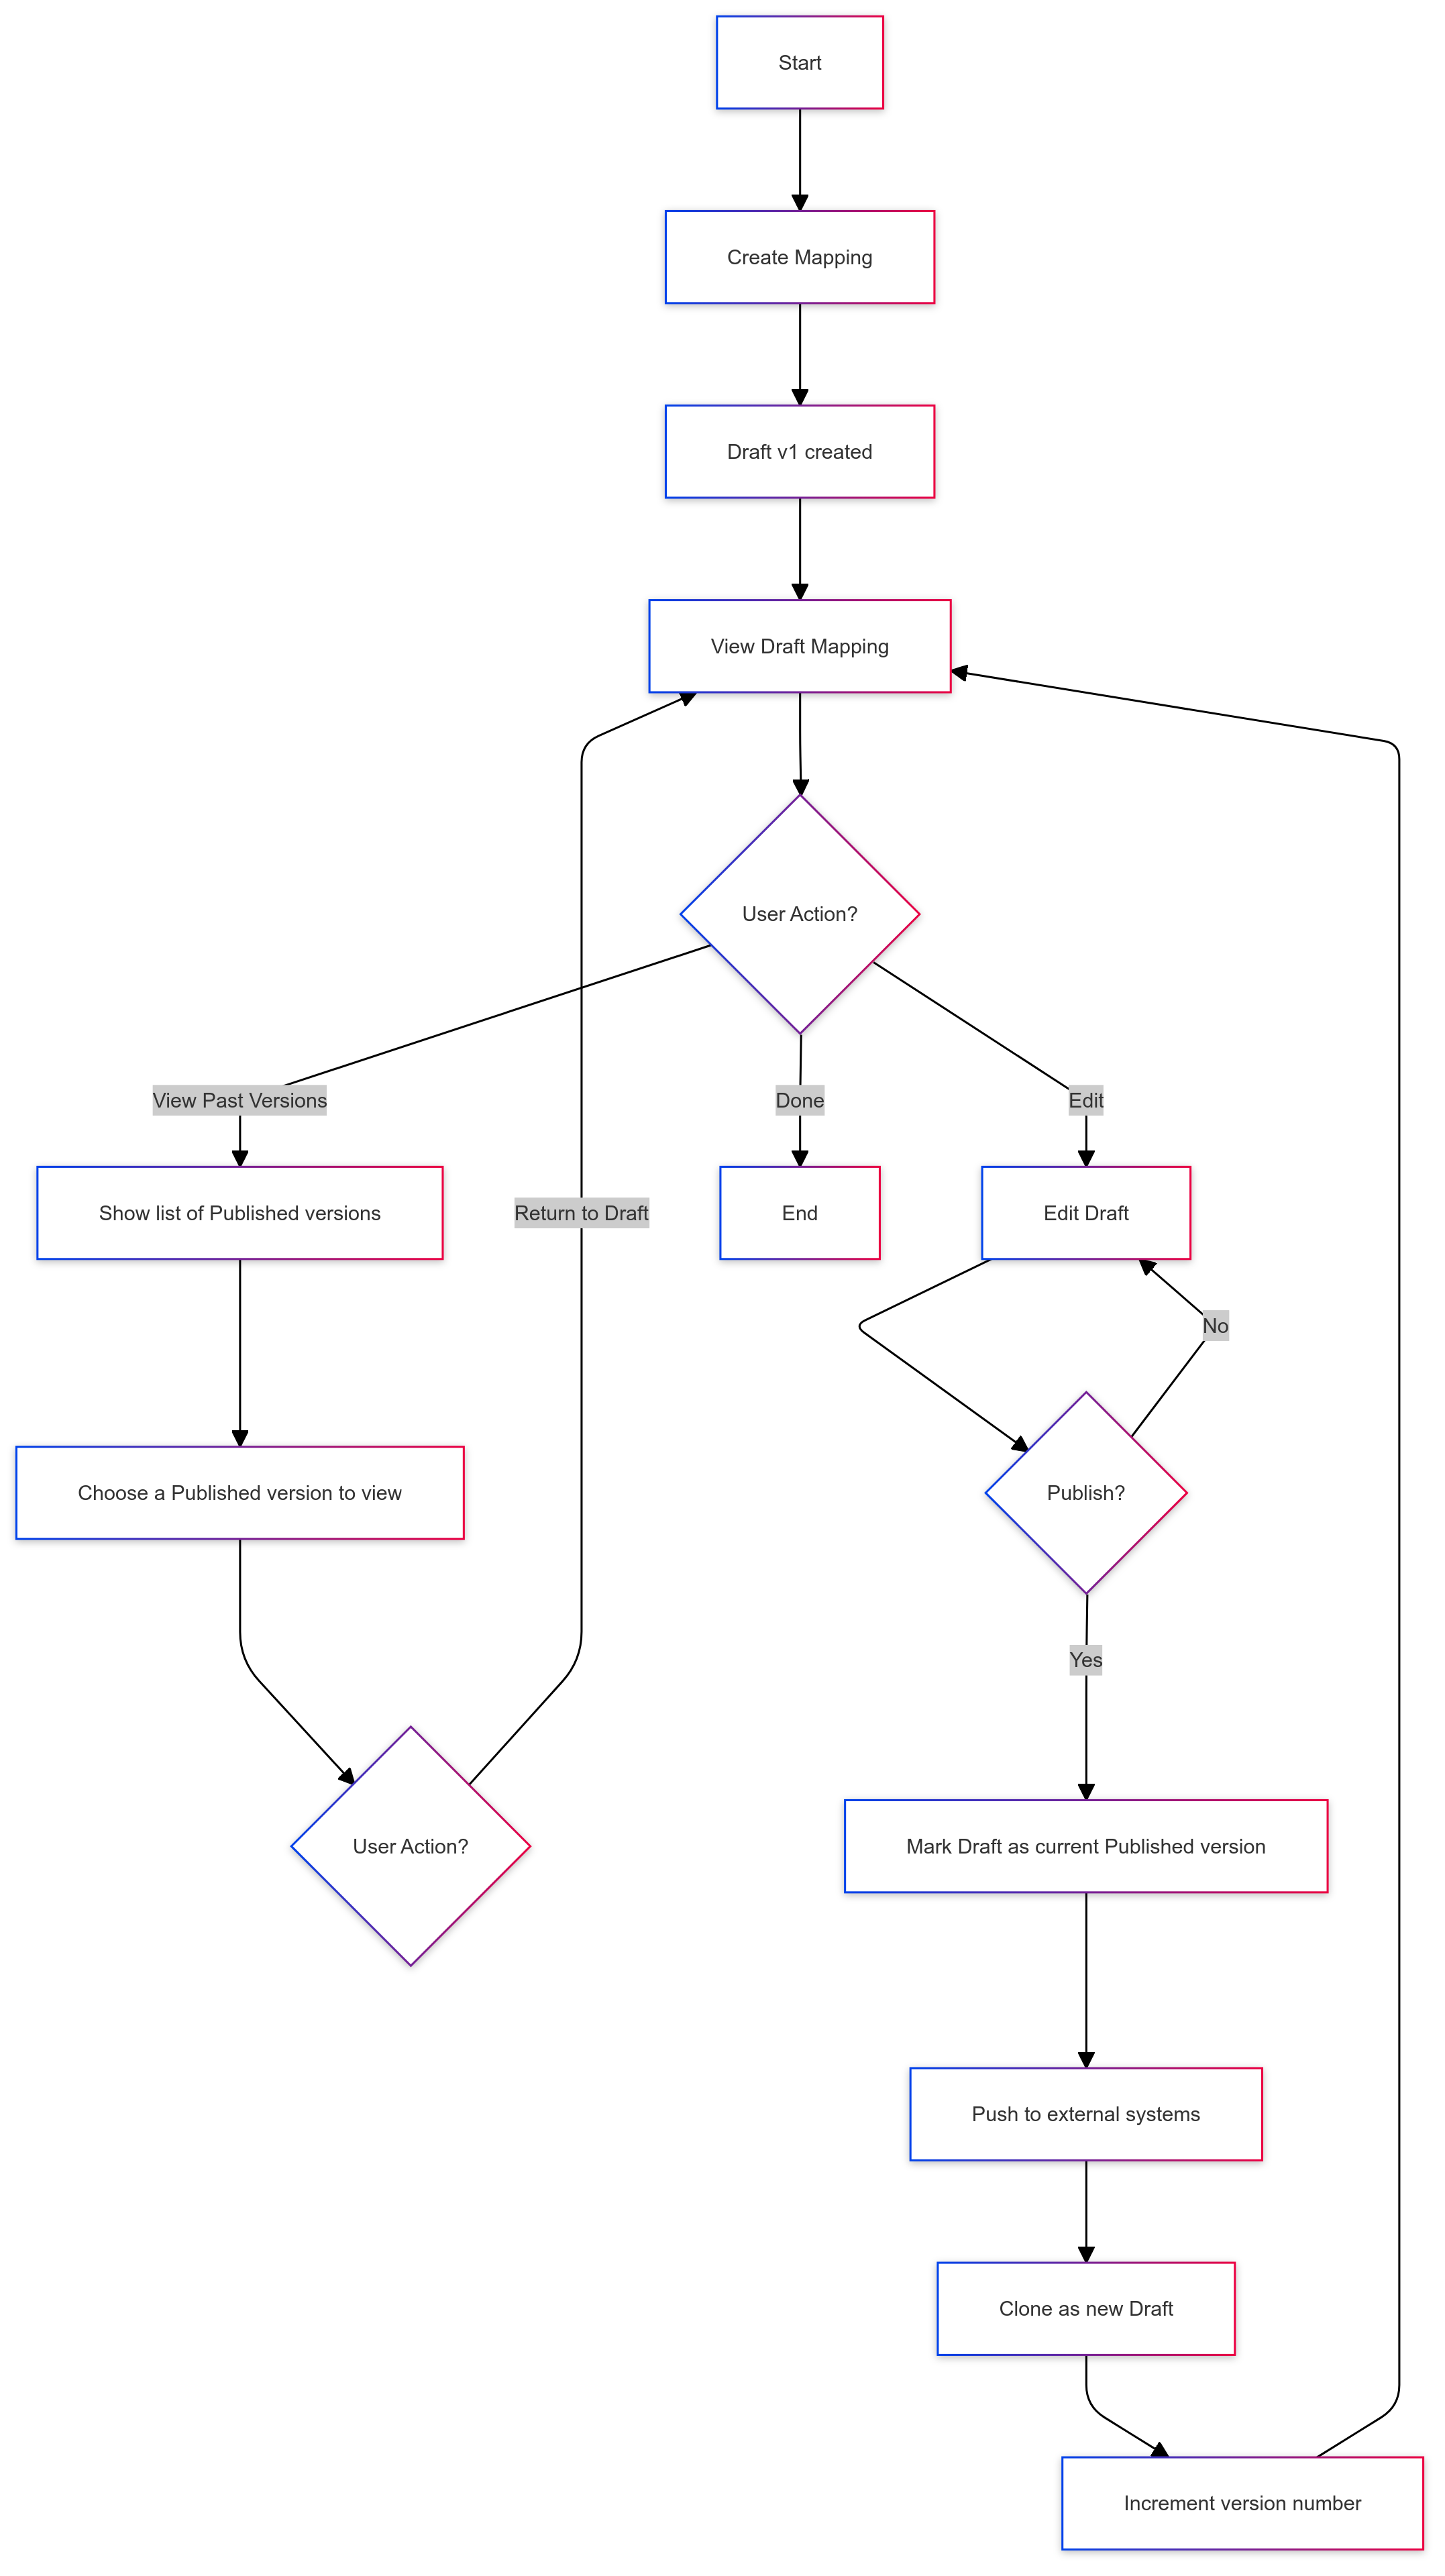 Start
Create Mapping
Draft v1 created
View Draft Mapping
User Action?
View Past Versions
Done
Edit
Show list of Published versions
Return to Draft
End
Edit Draft
No
Choose a Published version to view
Publish?
Yes
User Action?
Mark Draft as current Published version
Push to external systems
Clone as new Draft
Increment version number